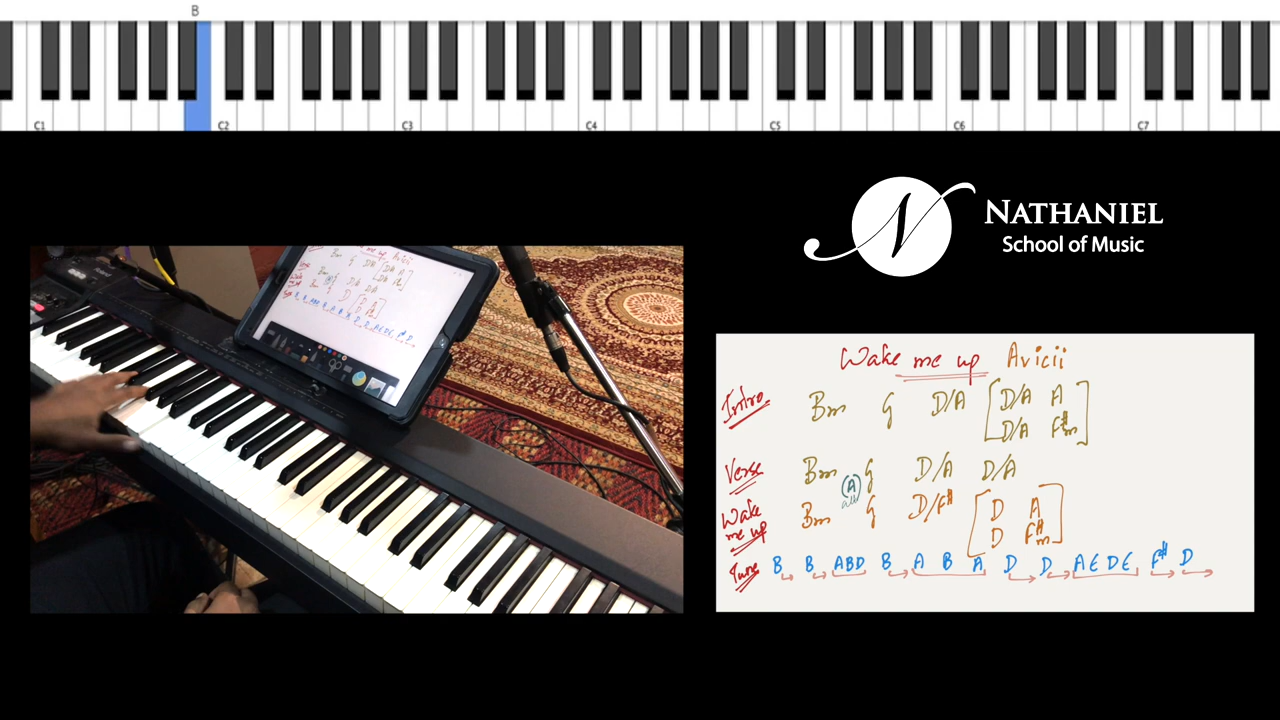 B
C1 C2 C3 C4 C5 C6 C7
N
NATHANIEL
School of Music
Wake me up Avicii
Intro Bm G D/A D/A A
D/A F#m
Verse Bm G D/A D/A
(A)
Wake me up Bm G D/F# D A
D F#m
Tune B B ABD B A B A D D AEDE F# D
Roland